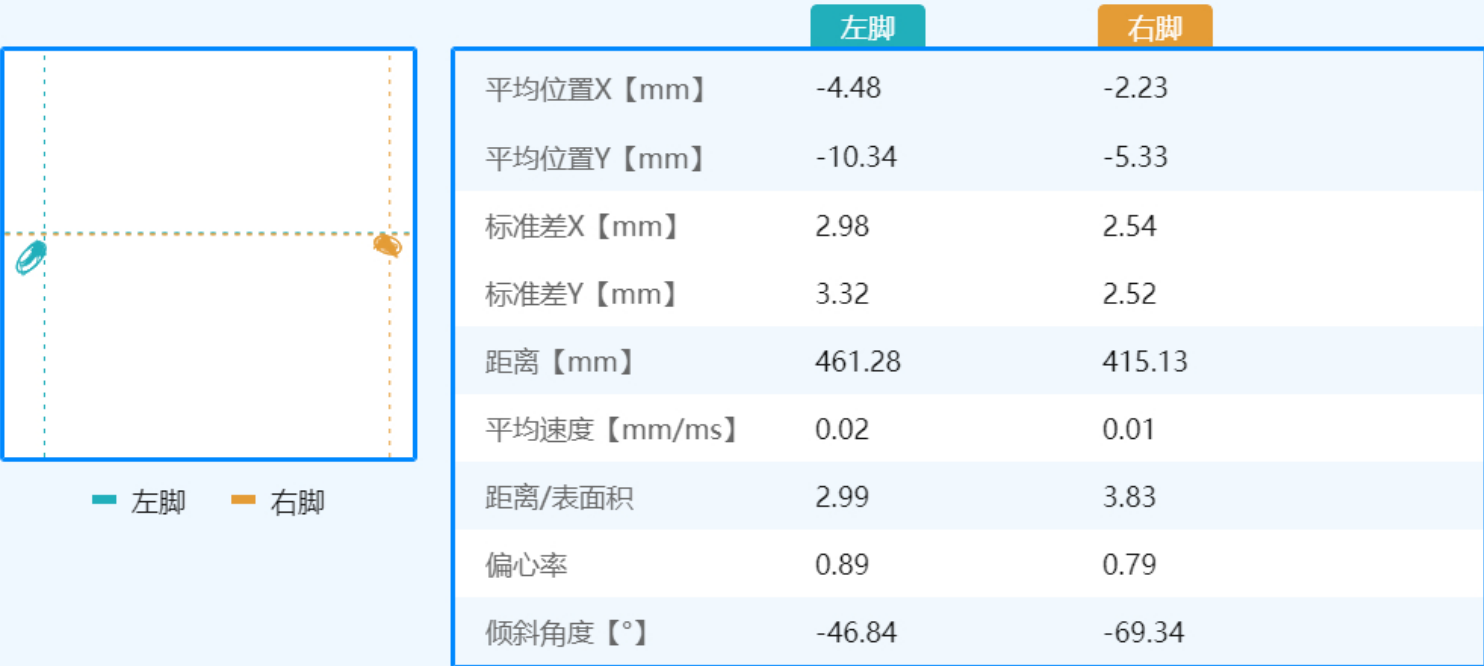 左脚 右脚
平均位置X【mm】 -4.48 -2.23
平均位置Y【mm】 -10.34 -5.33
标准差X【mm】 2.98 2.54
标准差Y【mm】 3.32 2.52
距离【mm】 461.28 415.13
平均速度【mm/ms】 0.02 0.01
距离/表面积 2.99 3.83
偏心率 0.89 0.79
倾斜角度【°】 -46.84 -69.34
左脚 右脚